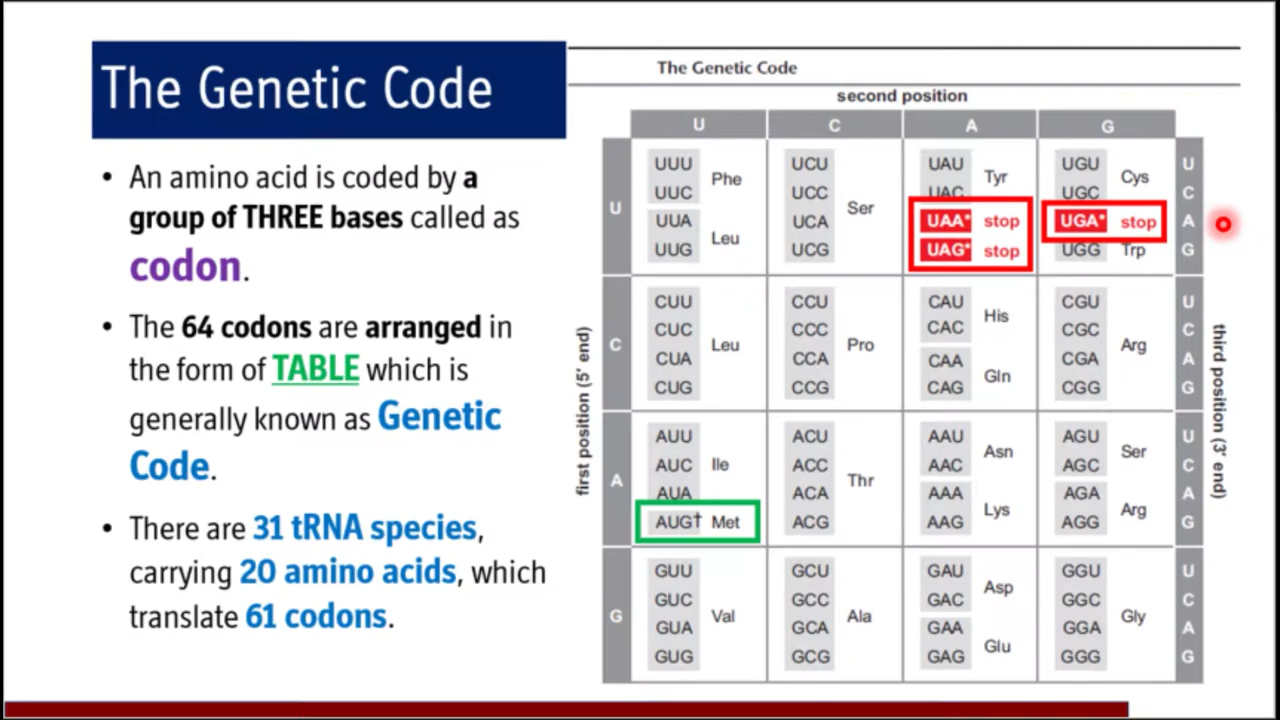 The Genetic Code
• An amino acid is coded by a
group of THREE bases called as
codon.
• The 64 codons are arranged in
the form of TABLE which is
generally known as Genetic
Code.
• There are 31 tRNA species,
carrying 20 amino acids, which
translate 61 codons.
The Genetic Code
second position
U C A G
first position (5' end)
U
UUU UCU UAU UGU U
Phe Tyr Cys
UUC UCC UAC UGC C
Ser
UUA UCA UAA* stop UGA* stop A
Leu
UUG UCG UAG* stop UGG Trp G
C
CUU CCU CAU CGU U
His
CUC CCC CAC CGC C
Leu Pro Arg
CUA CCA CAA CGA A
Gln
CUG CCG CAG CGG G
A
AUU ACU AAU AGU U
Asn Ser
AUC Ile ACC AAC AGC C
Thr
AUA ACA AAA AGA A
Lys Arg
AUG† Met ACG AAG AGG G
G
GUU GCU GAU GGU U
Asp
GUC GCC GAC GGC C
Val Ala Gly
GUA GCA GAA GGA A
Glu
GUG GCG GAG GGG G
third position (3' end)